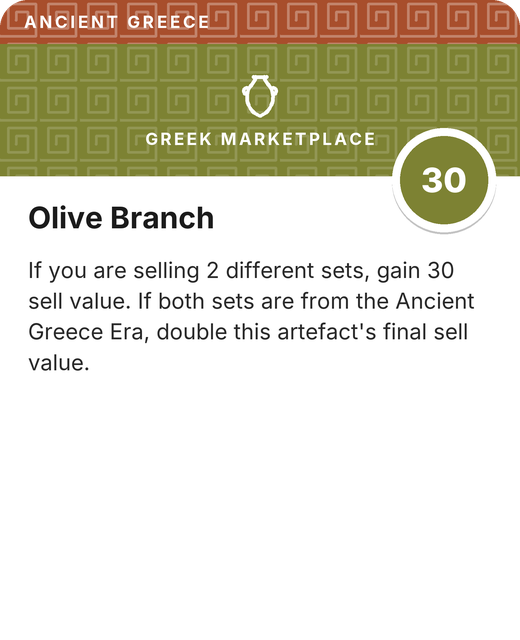 ANCIENT GREECE
GREEK MARKETPLACE
30
Olive Branch
If you are selling 2 different sets, gain 30
sell value. If both sets are from the Ancient
Greece Era, double this artefact's final sell
value.